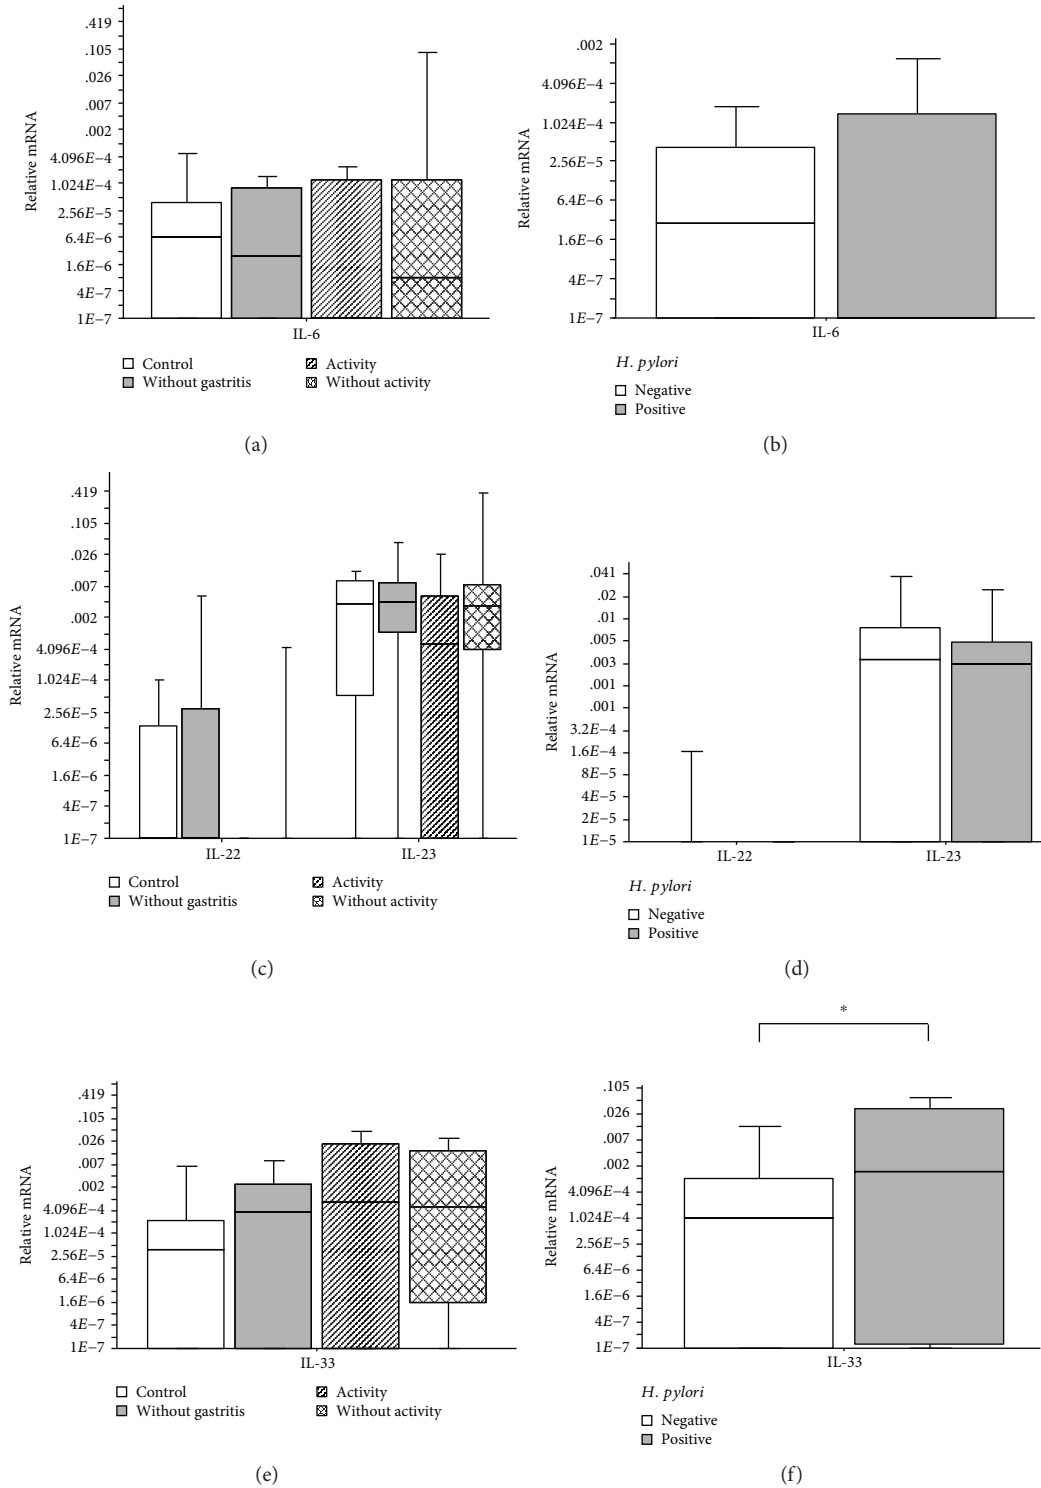 Relative mRNA
.419
.105
.026
.007
.002
4.096E−4
1.024E−4
2.56E−5
6.4E−6
1.6E−6
4E−7
1E−7
IL-6
Control
Without gastritis
Activity
Without activity
(a)
Relative mRNA
.002
4.096E−4
1.024E−4
2.56E−5
6.4E−6
1.6E−6
4E−7
1E−7
IL-6
H. pylori
Negative
Positive
(b)
Relative mRNA
.419
.105
.026
.007
.002
4.096E−4
1.024E−4
2.56E−5
6.4E−6
1.6E−6
4E−7
1E−7
IL-22 IL-23
Control
Without gastritis
Activity
Without activity
(c)
Relative mRNA
.041
.02
.01
.005
.003
.001
.001
3.2E−4
1.6E−4
8E−5
4E−5
2E−5
1E−5
IL-22 IL-23
H. pylori
Negative
Positive
(d)
Relative mRNA
.419
.105
.026
.007
.002
4.096E−4
1.024E−4
2.56E−5
6.4E−6
1.6E−6
4E−7
1E−7
IL-33
Control
Without gastritis
Activity
Without activity
(e)
*
Relative mRNA
.105
.026
.007
.002
4.096E−4
1.024E−4
2.56E−5
6.4E−6
1.6E−6
4E−7
1E−7
IL-33
H. pylori
Negative
Positive
(f)